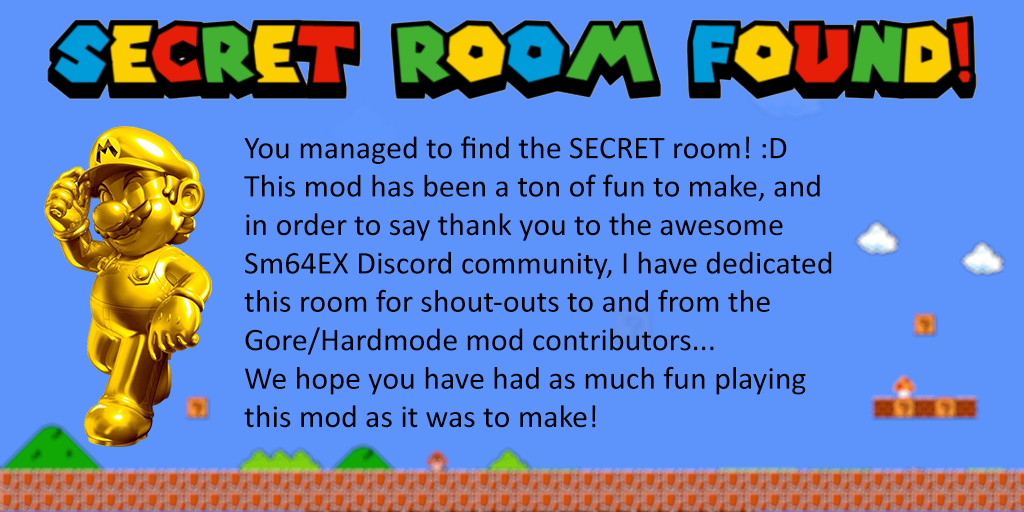 SECRET ROOM FOUND!
You managed to find the SECRET room! :D
This mod has been a ton of fun to make, and
in order to say thank you to the awesome
Sm64EX Discord community, I have dedicated
this room for shout-outs to and from the
Gore/Hardmode mod contributors...
We hope you have had as much fun playing
this mod as it was to make!
M